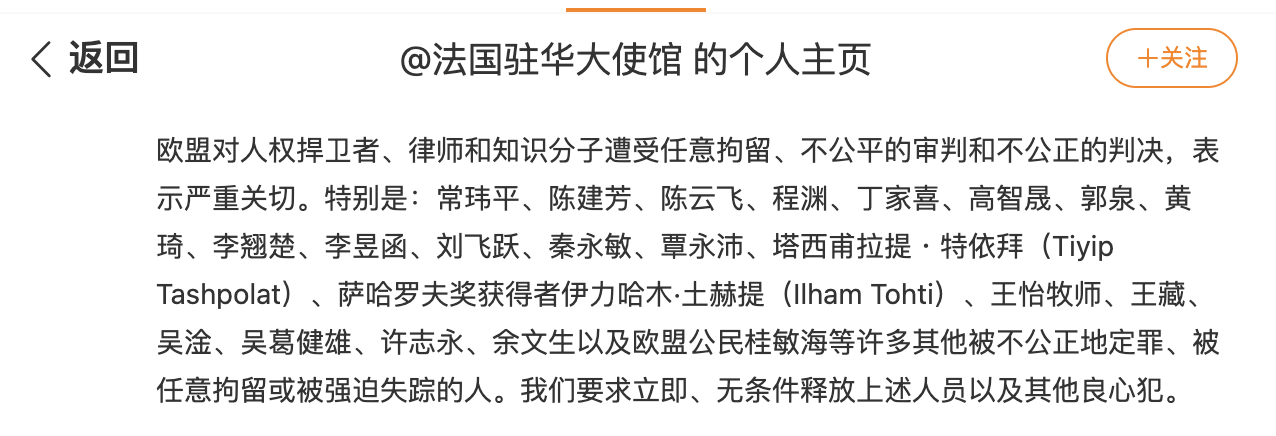 返回
@法国驻华大使馆 的个人主页
＋关注
欧盟对人权捍卫者、律师和知识分子遭受任意拘留、不公平的审判和不公正的判决，表
示严重关切。特别是：常玮平、陈建芳、陈云飞、程渊、丁家喜、高智晟、郭泉、黄
琦、李翘楚、李昱函、刘飞跃、秦永敏、覃永沛、塔西甫拉提·特依拜（Tiyip
Tashpolat）、萨哈罗夫奖获得者伊力哈木·土赫提（Ilham Tohti）、王怡牧师、王藏、
吴淦、吴葛健雄、许志永、余文生以及欧盟公民桂敏海等许多其他被不公正地定罪、被
任意拘留或被强迫失踪的人。我们要求立即、无条件释放上述人员以及其他良心犯。